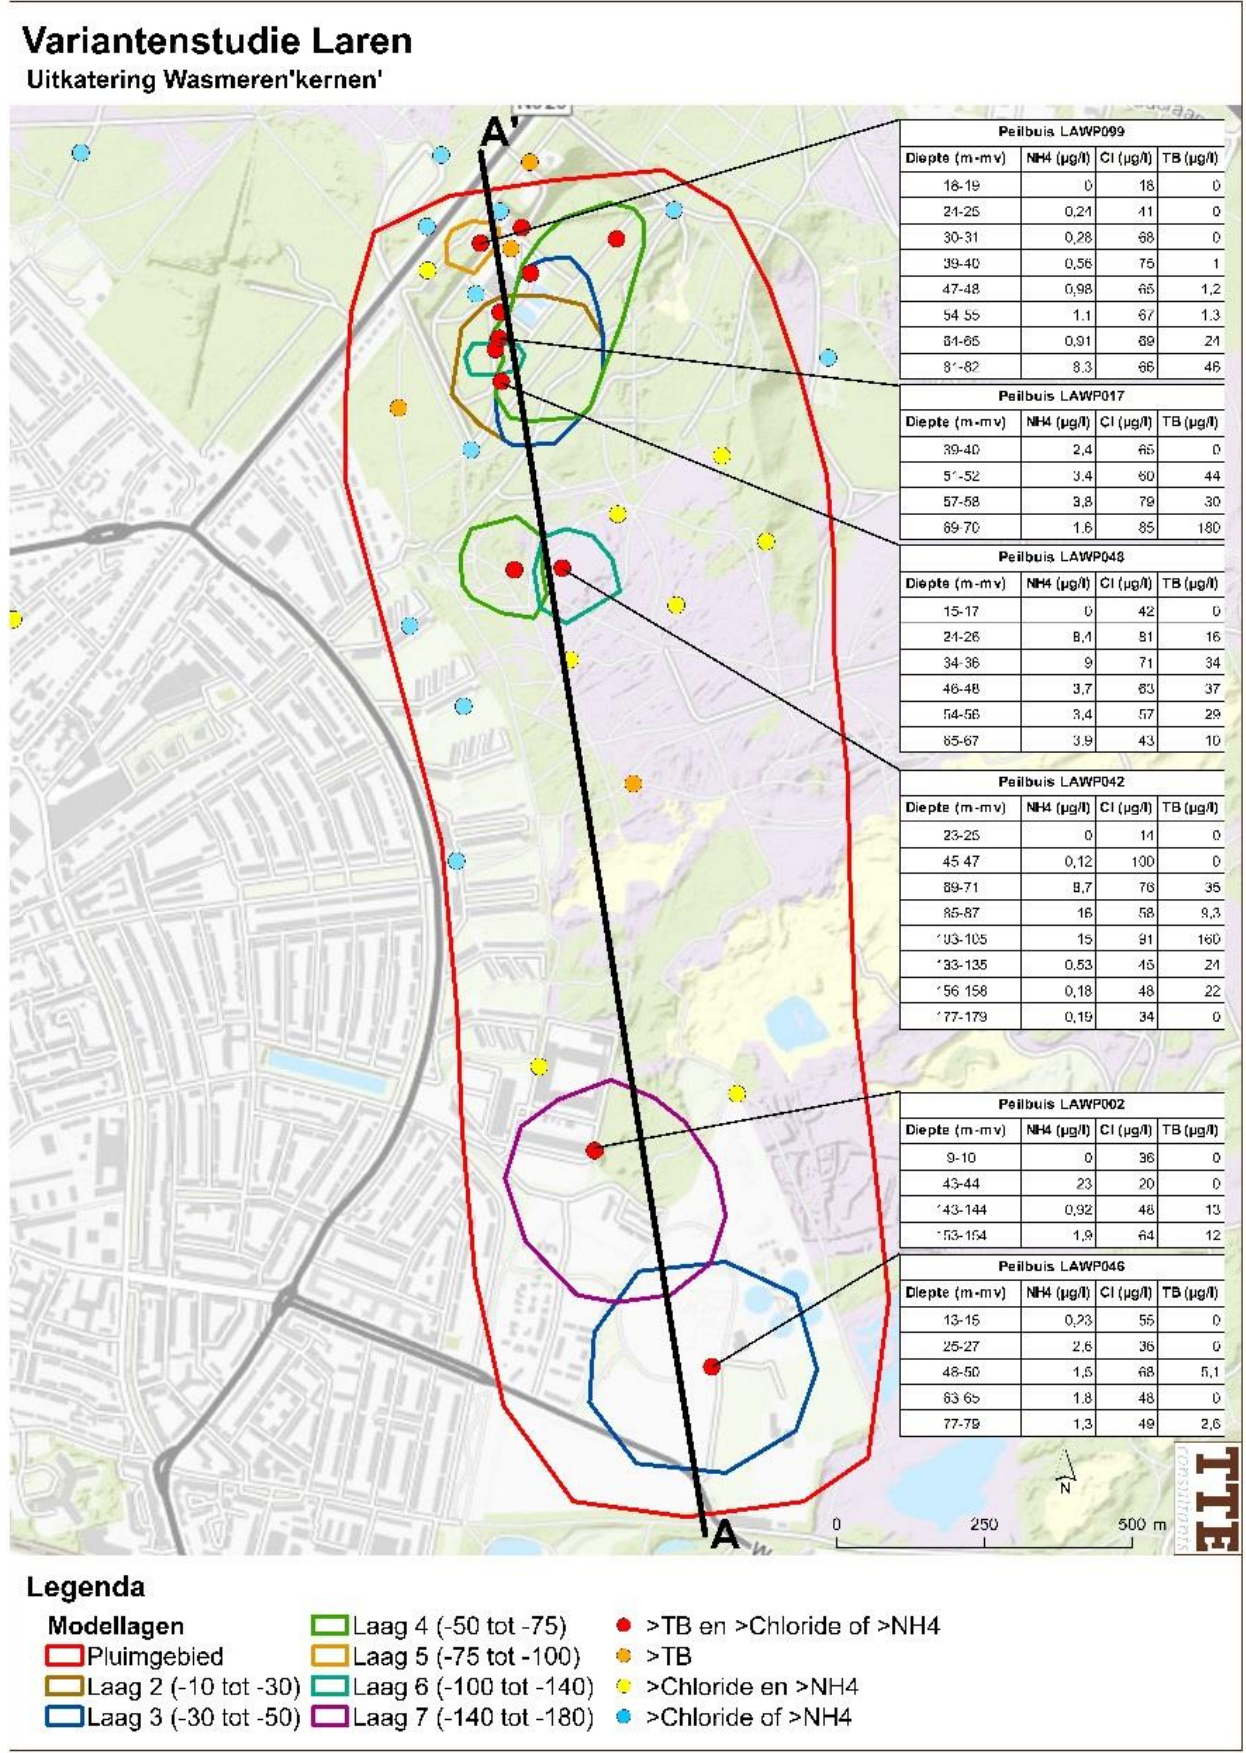 Variantenstudie Laren
Uitkatering Wasmeren'kernen'
A'
Peilbuis LAWP099
Diepte (m-mv) NH4 (µg/l) Cl (µg/l) TB (µg/l)
18-19 0 18 0
24-25 0,24 41 0
30-31 0,28 68 0
39-40 0,56 75 1
47-48 0,98 65 1,2
54-55 1,1 67 1,3
64-65 0,91 69 24
81-82 8,3 66 46
Peilbuis LAWP017
Diepte (m-mv) NH4 (µg/l) Cl (µg/l) TB (µg/l)
39-40 2,4 65 0
51-52 3,4 60 44
57-58 3,8 79 30
69-70 1,6 85 180
Peilbuis LAWP048
Diepte (m-mv) NH4 (µg/l) Cl (µg/l) TB (µg/l)
15-17 0 42 0
24-26 8,4 81 16
34-36 9 71 34
46-48 3,7 63 37
54-56 3,4 57 29
65-67 3,9 43 10
Peilbuis LAWP042
Diepte (m-mv) NH4 (µg/l) Cl (µg/l) TB (µg/l)
23-25 0 14 0
45-47 0,12 100 0
69-71 8,7 76 35
85-87 16 58 9,3
103-105 15 91 160
133-135 0,53 45 24
156-158 0,18 48 22
177-179 0,19 34 0
Peilbuis LAWP002
Diepte (m-mv) NH4 (µg/l) Cl (µg/l) TB (µg/l)
9-10 0 36 0
43-44 23 20 0
143-144 0,92 48 13
153-154 1,9 64 12
Peilbuis LAWP046
Diepte (m-mv) NH4 (µg/l) Cl (µg/l) TB (µg/l)
13-15 0,23 55 0
25-27 2,6 36 0
48-50 1,5 68 5,1
63-65 1,8 48 0
77-79 1,3 49 2,6
N
0 250 500 m
TTE
consultants
A
Legenda
Modellagen
Pluimgebied
Laag 2 (-10 tot -30)
Laag 3 (-30 tot -50)
Laag 4 (-50 tot -75)
Laag 5 (-75 tot -100)
Laag 6 (-100 tot -140)
Laag 7 (-140 tot -180)
>TB en >Chloride of >NH4
>TB
>Chloride en >NH4
>Chloride of >NH4